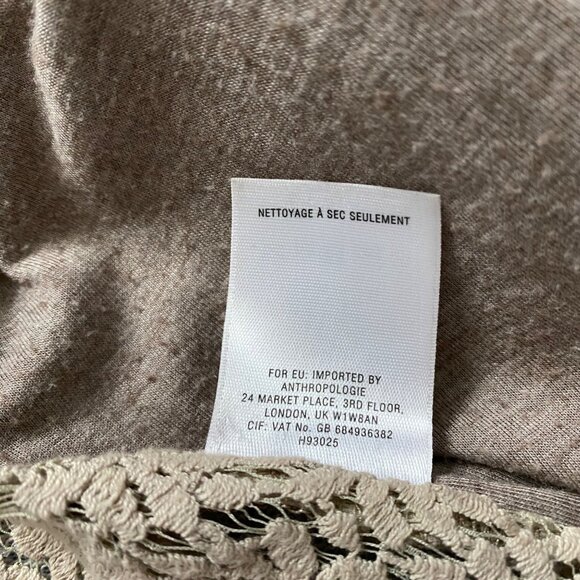 NETTOYAGE À SEC SEULEMENT
FOR EU: IMPORTED BY
ANTHROPOLOGIE
24 MARKET PLACE, 3RD FLOOR,
LONDON, UK W1W8AN
CIF: VAT No. GB 684936382
H93025